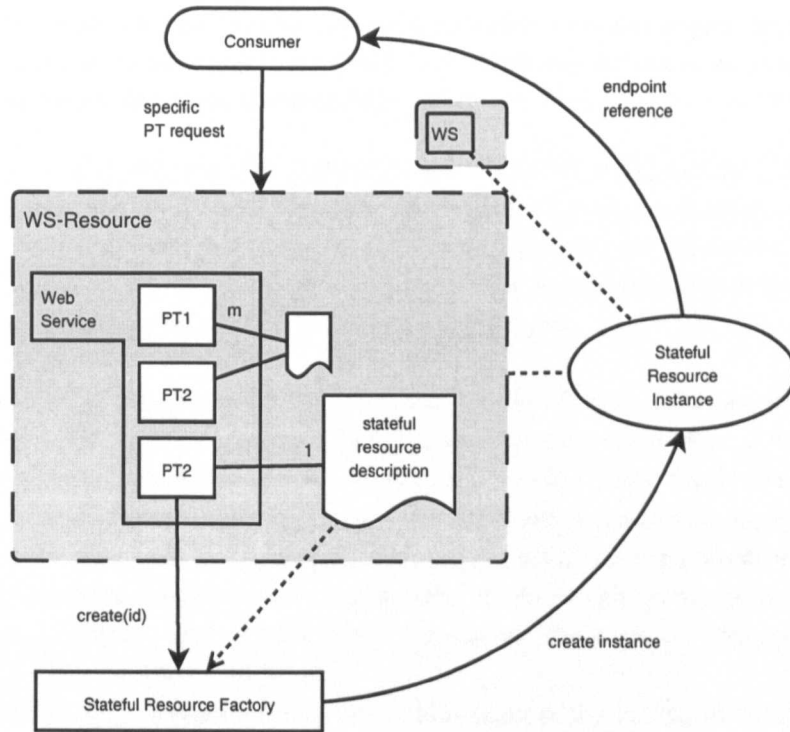 Consumer
specific
PT request
endpoint
reference
WS
WS-Resource
Web
Service
PT1
m
PT2
PT2
1
stateful
resource
description
Stateful
Resource
Instance
create(id)
create instance
Stateful Resource Factory